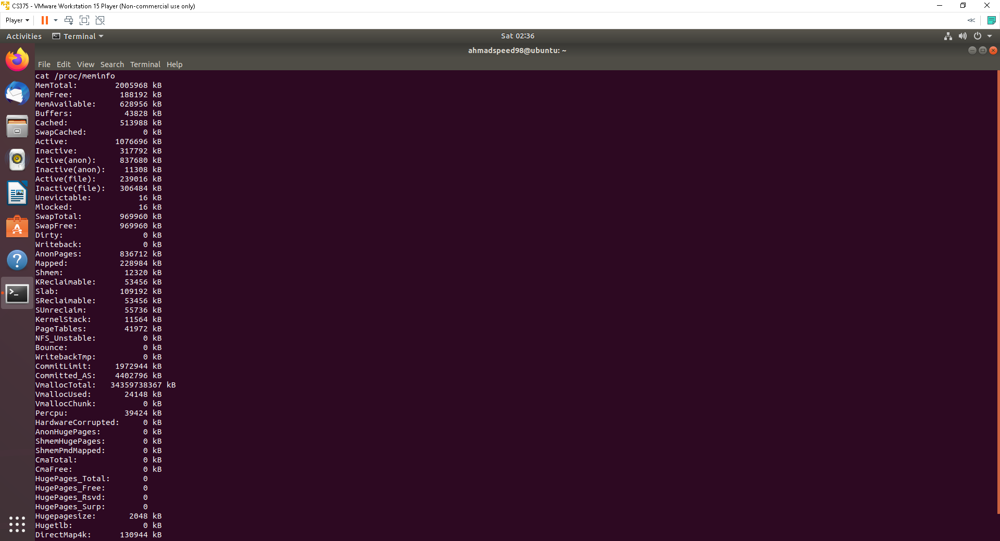 CS375 - VMware Workstation 15 Player (Non-commercial use only)
Player
Activities Terminal Sat 02:36
ahmadspeed98@ubuntu: ~
File Edit View Search Terminal Help
cat /proc/meminfo
MemTotal: 2005968 kB
MemFree: 188192 kB
MemAvailable: 628956 kB
Buffers: 43828 kB
Cached: 513988 kB
SwapCached: 0 kB
Active: 1076696 kB
Inactive: 317792 kB
Active(anon): 837680 kB
Inactive(anon): 11308 kB
Active(file): 239016 kB
Inactive(file): 306484 kB
Unevictable: 16 kB
Mlocked: 16 kB
SwapTotal: 969960 kB
SwapFree: 969960 kB
Dirty: 0 kB
Writeback: 0 kB
AnonPages: 836712 kB
Mapped: 228984 kB
Shmem: 12320 kB
KReclaimable: 53456 kB
Slab: 109192 kB
SReclaimable: 53456 kB
SUnreclaim: 55736 kB
KernelStack: 11564 kB
PageTables: 41972 kB
NFS_Unstable: 0 kB
Bounce: 0 kB
WritebackTmp: 0 kB
CommitLimit: 1972944 kB
Committed_AS: 4402796 kB
VmallocTotal: 34359738367 kB
VmallocUsed: 24148 kB
VmallocChunk: 0 kB
Percpu: 39424 kB
HardwareCorrupted: 0 kB
AnonHugePages: 0 kB
ShmemHugePages: 0 kB
ShmemPmdMapped: 0 kB
CmaTotal: 0 kB
CmaFree: 0 kB
HugePages_Total: 0
HugePages_Free: 0
HugePages_Rsvd: 0
HugePages_Surp: 0
Hugepagesize: 2048 kB
Hugetlb: 0 kB
DirectMap4k: 130944 kB